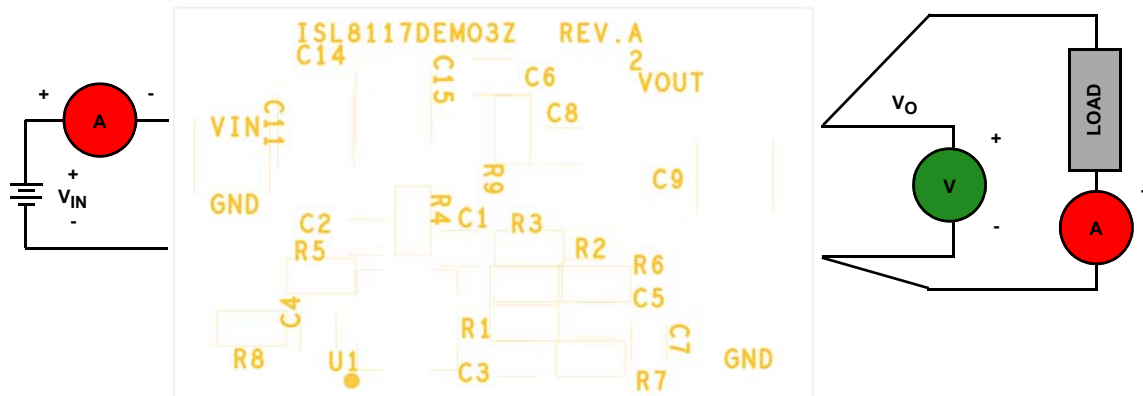 ISL8117DEMO3Z REV.A
2
C14
C15
C6
VOUT
C8
VIN
C11
+ A -
+
VIN
-
GND
R9
C9
R4
C2
C1
R3
R5
R2
R6
C5
C4
R1
C7
R8
U1
C3
R7
GND
VO
+
V
-
LOAD
A